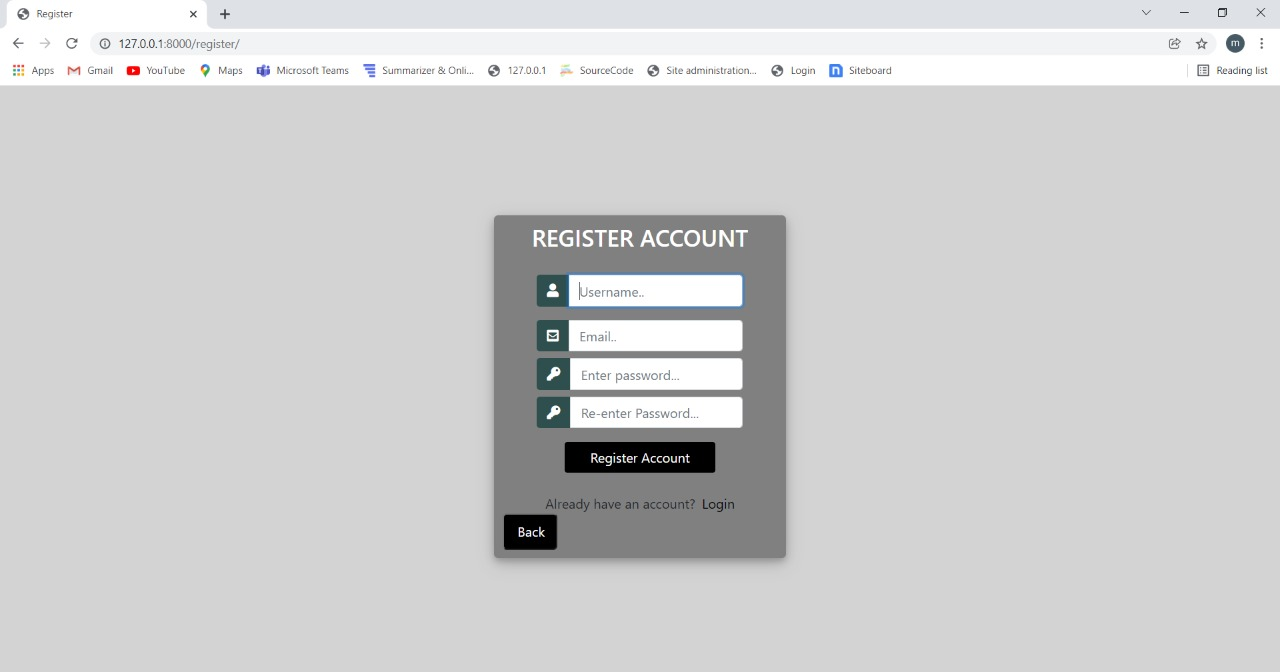 Register
127.0.0.1:8000/register/
m
Apps Gmail YouTube Maps Microsoft Teams Summarizer & Onli... 127.0.0.1 SourceCode Site administration... Login Siteboard Reading list
REGISTER ACCOUNT
Username..
Email..
Enter password...
Re-enter Password...
Register Account
Already have an account? Login
Back